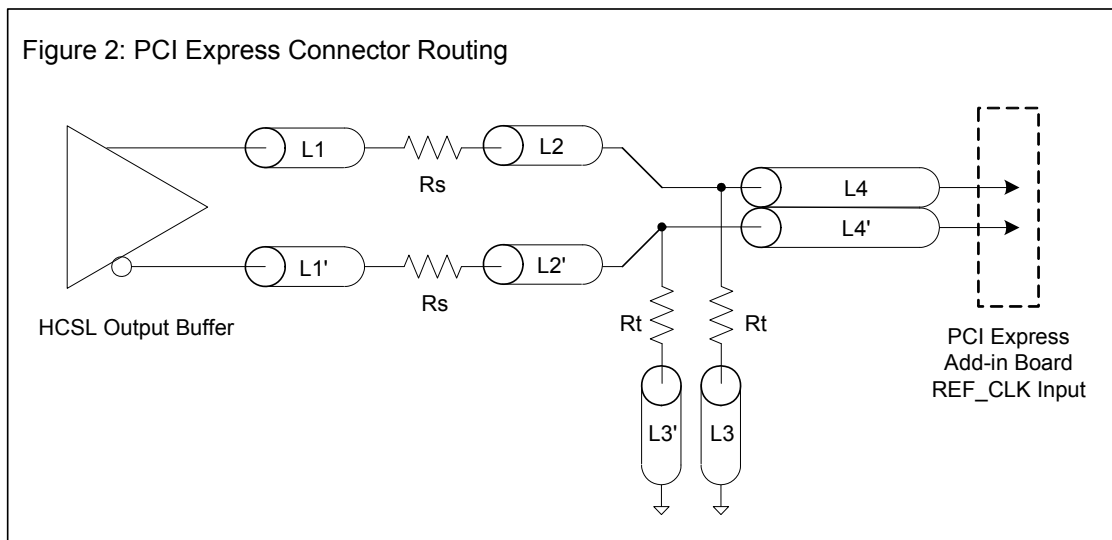 Figure 2: PCI Express Connector Routing
L1
Rs
L2
L4
L4'
L1'
Rs
L2'
HCSL Output Buffer
Rt
Rt
L3'
L3
PCI Express
Add-in Board
REF_CLK Input